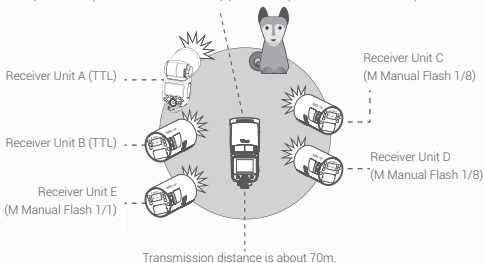 Receiver Unit C
(M Manual Flash 1/8)
Receiver Unit A (TTL)
Receiver Unit B (TTL)
Receiver Unit D
(M Manual Flash 1/8)
Receiver Unit E
(M Manual Flash 1/1)
Transmission distance is about 70m.